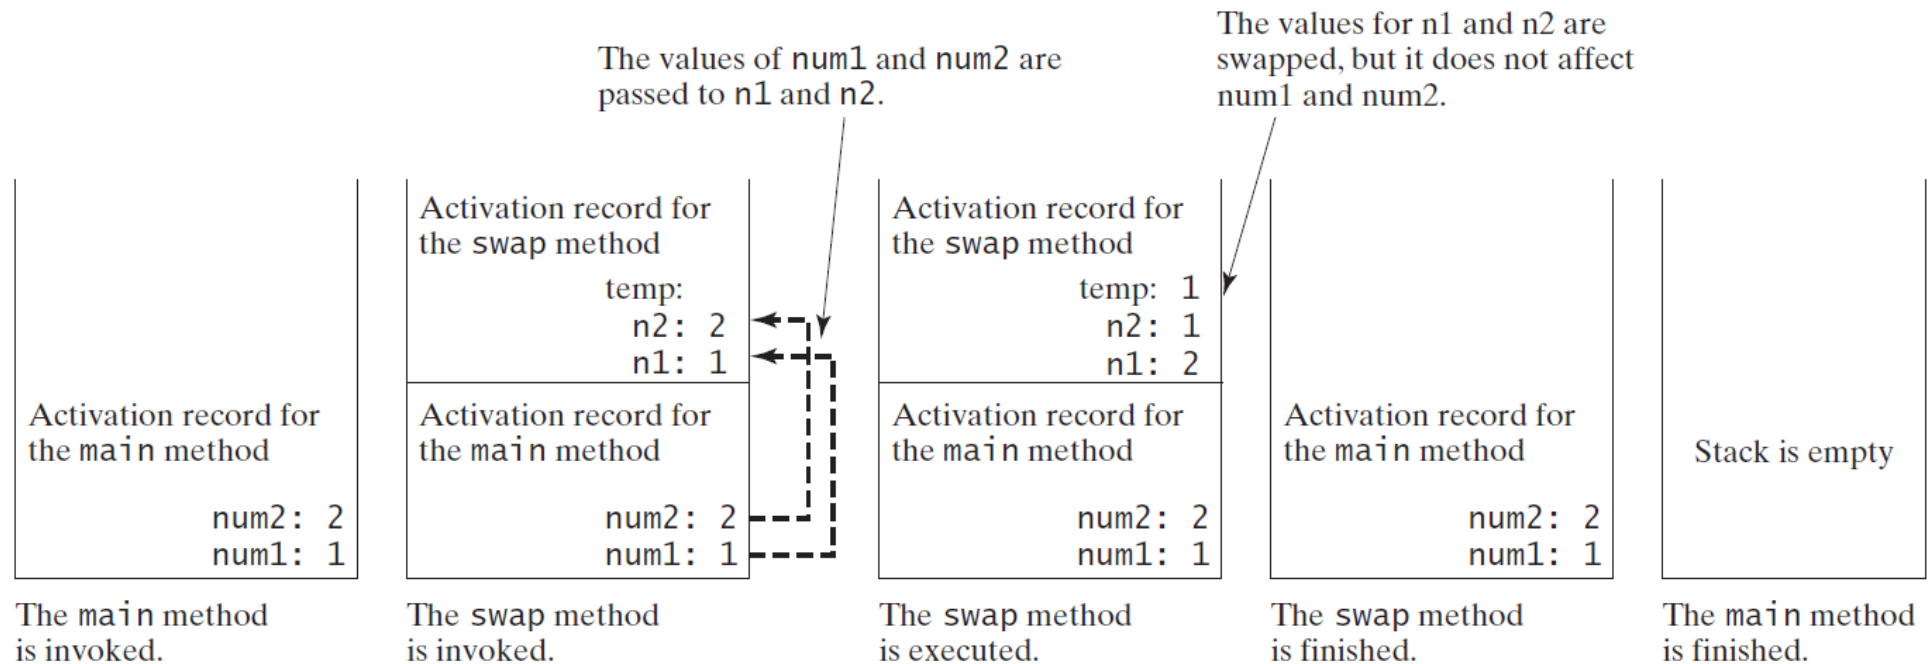 The values of num1 and num2 are
passed to n1 and n2.
The values for n1 and n2 are
swapped, but it does not affect
num1 and num2.
Activation record for
the main method
num2: 2
num1: 1
The main method
is invoked.
Activation record for
the swap method
temp:
n2: 2
n1: 1
Activation record for
the main method
num2: 2
num1: 1
The swap method
is invoked.
Activation record for
the swap method
temp: 1
n2: 1
n1: 2
Activation record for
the main method
num2: 2
num1: 1
The swap method
is executed.
Activation record for
the main method
num2: 2
num1: 1
The swap method
is finished.
Stack is empty
The main method
is finished.